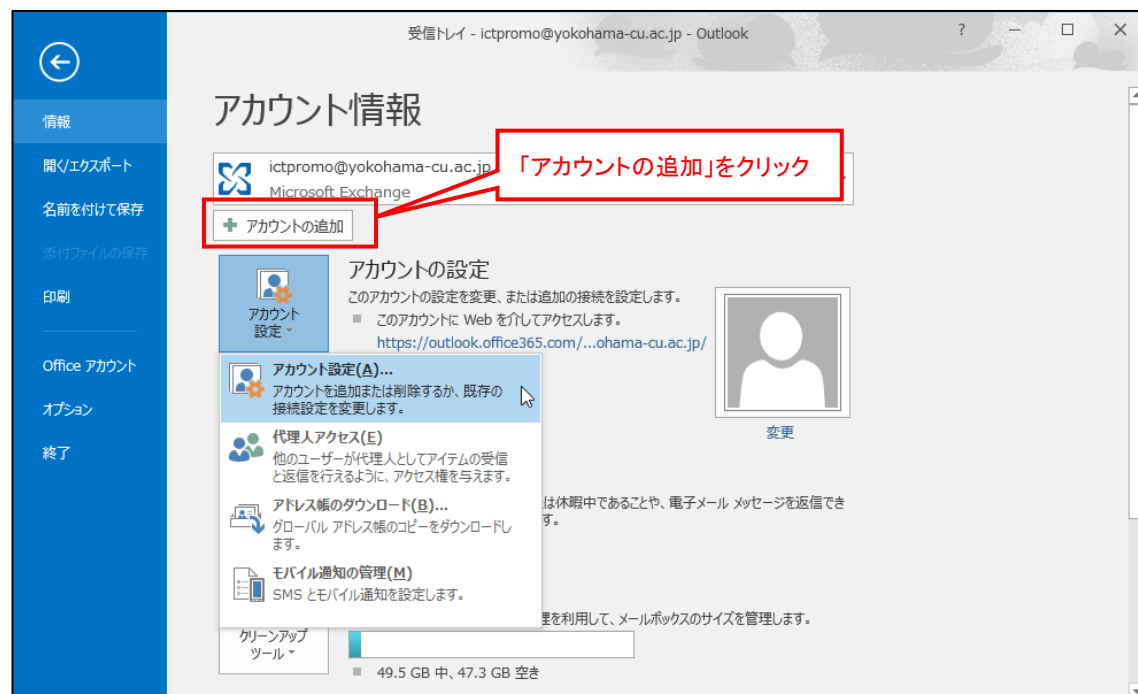 受信トレイ - ictpromo@yokohama-cu.ac.jp - Outlook
?
情報
開く/エクスポート
名前を付けて保存
添付ファイルの保存
印刷
Office アカウント
オプション
終了
アカウント情報
ictpromo@yokohama-cu.ac.jp
Microsoft Exchange
「アカウントの追加」をクリック
アカウントの追加
アカウント
設定
アカウントの設定
このアカウントの設定を変更、または追加の接続を設定します。
このアカウントに Web を介してアクセスします。
https://outlook.office365.com/...ohama-cu.ac.jp/
変更
アカウント設定(A)...
アカウントを追加または削除するか、既存の
接続設定を変更します。
代理人アクセス(E)
他のユーザーが代理人としてアイテムの受信
と返信を行えるように、アクセス権を与えます。
アドレス帳のダウンロード(B)...
グローバル アドレス帳のコピーをダウンロードし
ます。
モバイル通知の管理(M)
SMS とモバイル通知を設定します。
は休暇中であることや、電子メール メッセージを返信でき
す。
理を利用して、メールボックスのサイズを管理します。
クリーンアップ
ツール
49.5 GB 中、47.3 GB 空き